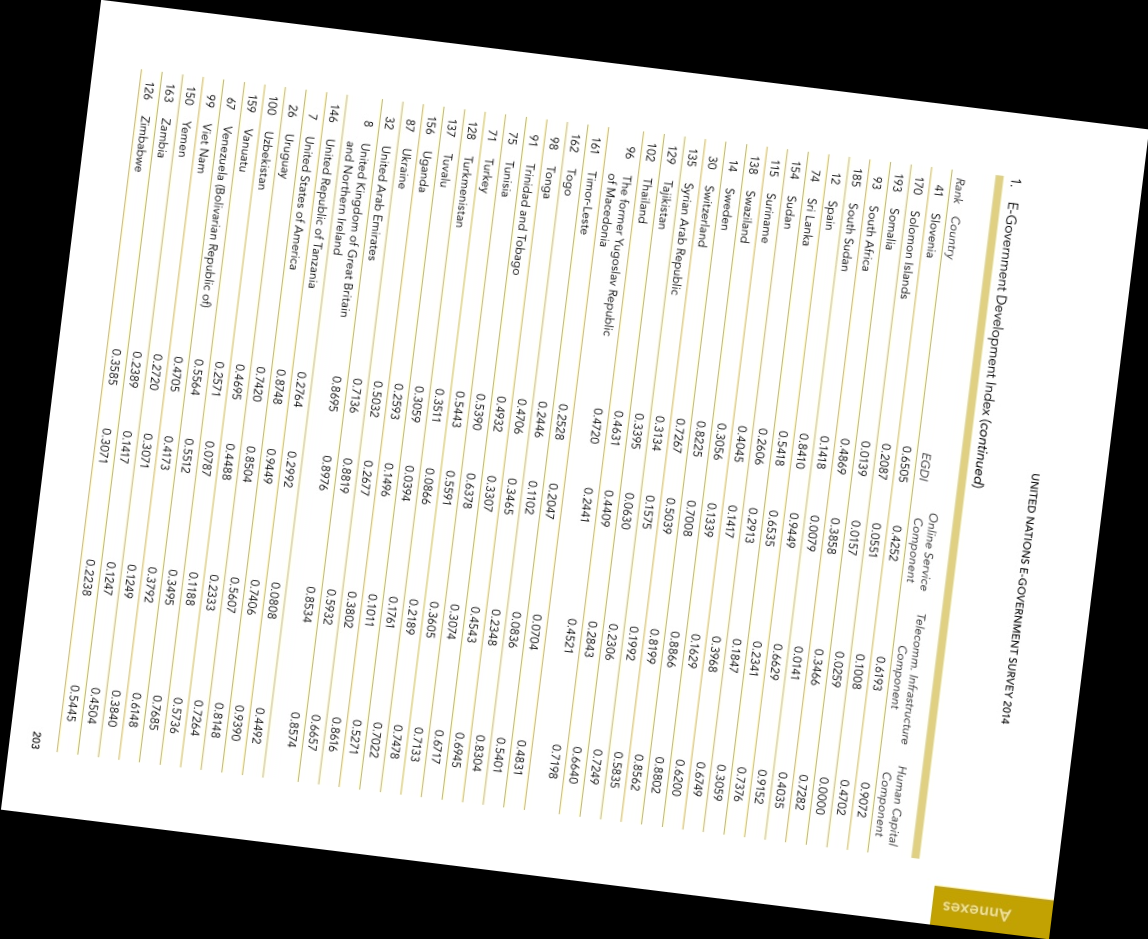 UNITED NATIONS E-GOVERNMENT SURVEY 2014
Annexes
1. E-Government Development Index (continued)
Rank Country EGDI Online Service Component Telecomm. Infrastructure Component Human Capital Component
41 Slovenia 0.6505 0.4252 0.6193 0.9072
170 Solomon Islands 0.2087 0.0551 0.1008 0.4702
193 Somalia 0.0139 0.0157 0.0259 0.0000
93 South Africa 0.4869 0.3858 0.3466 0.7282
185 South Sudan 0.1418 0.0079 0.0141 0.4035
12 Spain 0.8410 0.9449 0.6629 0.9152
74 Sri Lanka 0.5418 0.6535 0.2341 0.7376
154 Sudan 0.2606 0.2913 0.1847 0.3059
115 Suriname 0.4045 0.1417 0.3968 0.6749
138 Swaziland 0.3056 0.1339 0.1629 0.6200
14 Sweden 0.8225 0.7008 0.8866 0.8802
30 Switzerland 0.7267 0.5039 0.8199 0.8562
135 Syrian Arab Republic 0.3134 0.1575 0.1992 0.5835
129 Tajikistan 0.3395 0.0630 0.2306 0.7249
102 Thailand 0.4631 0.4409 0.2843 0.6640
96 The former Yugoslav Republic 0.4720 0.2441 0.4521 0.7198
of Macedonia
161 Timor-Leste 0.2528 0.2047 0.0704 0.4831
162 Togo 0.2446 0.1102 0.0836 0.5401
98 Tonga 0.4706 0.3465 0.2348 0.8304
91 Trinidad and Tobago 0.4932 0.3307 0.4543 0.6945
75 Tunisia 0.5390 0.6378 0.3074 0.6717
71 Turkey 0.5443 0.5591 0.3605 0.7133
128 Turkmenistan 0.3511 0.0866 0.2189 0.7478
137 Tuvalu 0.3059 0.0394 0.1761 0.7022
156 Uganda 0.2593 0.1496 0.1011 0.5271
87 Ukraine 0.5032 0.2677 0.3802 0.8616
32 United Arab Emirates 0.7136 0.8819 0.5932 0.6657
8 United Kingdom of Great Britain 0.8695 0.8976 0.8534 0.8574
and Northern Ireland
146 United Republic of Tanzania 0.2764 0.2992 0.0808 0.4492
7 United States of America 0.8748 0.9449 0.7406 0.9390
26 Uruguay 0.7420 0.8504 0.5607 0.8148
100 Uzbekistan 0.4695 0.4488 0.2333 0.7264
159 Vanuatu 0.2571 0.0787 0.1188 0.5736
67 Venezuela (Bolivarian Republic of) 0.5564 0.5512 0.3495 0.7685
99 Viet Nam 0.4705 0.4173 0.3792 0.6148
150 Yemen 0.2720 0.3071 0.1249 0.3840
163 Zambia 0.2389 0.1417 0.1247 0.4504
126 Zimbabwe 0.3585 0.3071 0.2238 0.5445
203